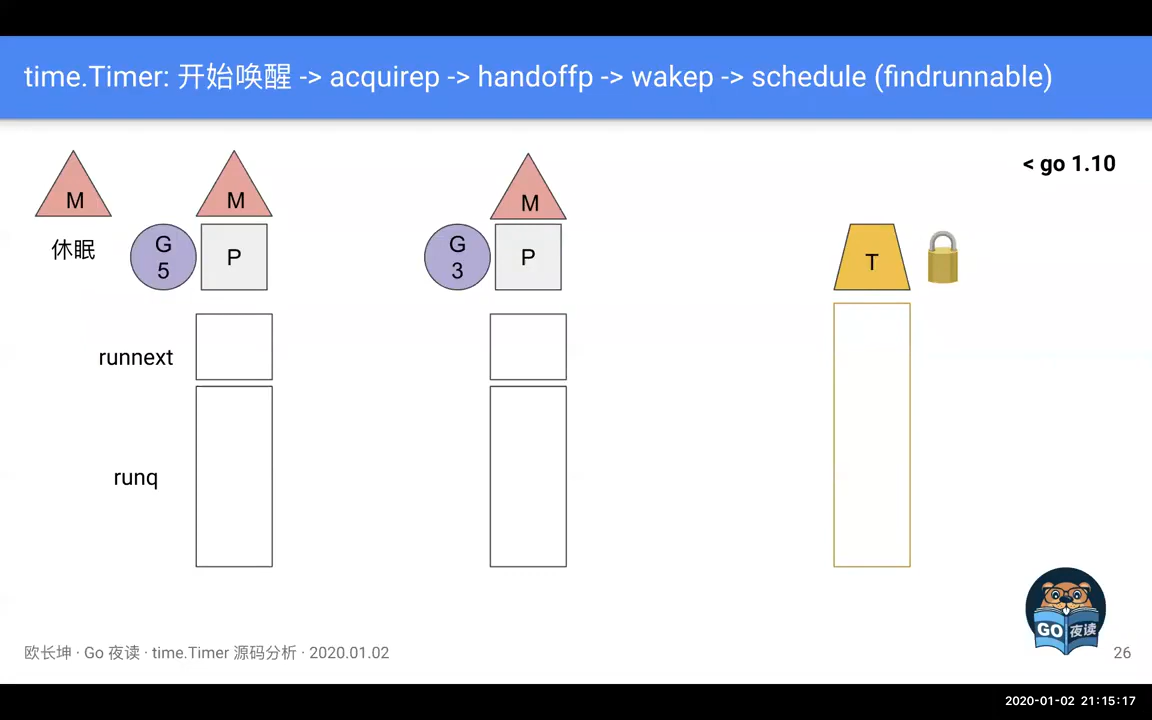 time.Timer: 开始唤醒 -> acquirep -> handoffp -> wakep -> schedule (findrunnable)
< go 1.10
M
M
M
休眠
G
5
P
G
3
P
T
runnext
runq
GO 夜读
欧长坤 · Go 夜读 · time.Timer 源码分析 · 2020.01.02
26
2020-01-02 21:15:17